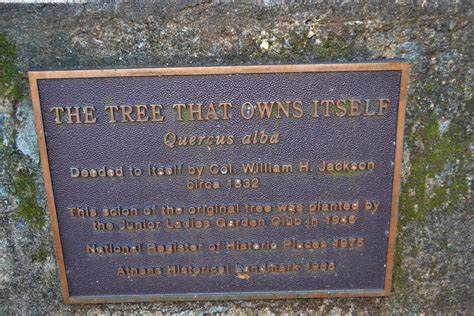 THE TREE THAT OWNS ITSELF
Quercus alba
Deeded to itself by Col. William H. Jackson
circa 1832
This scion of the original tree was planted by
the Junior Ladies Garden Club in 1946
National Register of Historic Places 1975
Athens Historical Landmark 1988